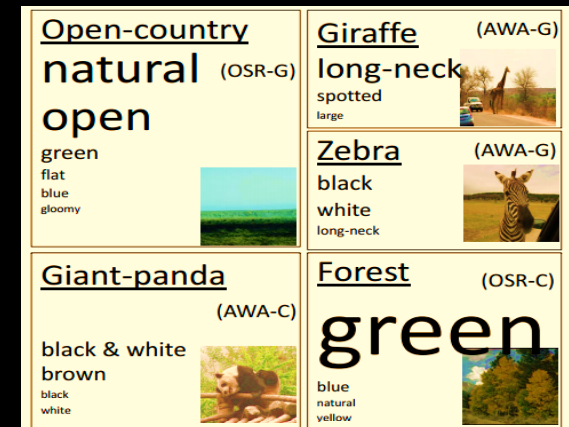 Open-country
natural (OSR-G)
open
green
flat
blue
gloomy
Giraffe (AWA-G)
long-neck
spotted
large
Zebra (AWA-G)
black
white
long-neck
Giant-panda
(AWA-C)
black & white
brown
black
white
Forest (OSR-C)
green
blue
natural
yellow